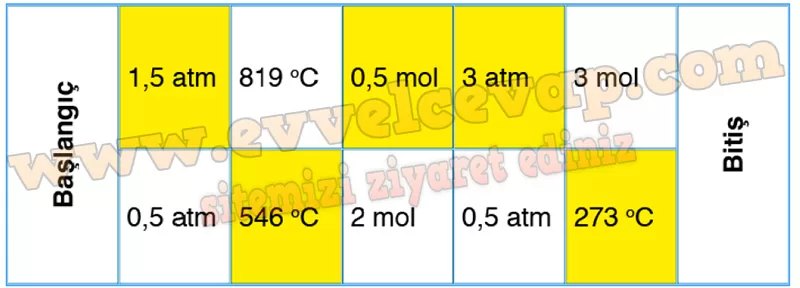 Başlangıç
1,5 atm 819 °C 0,5 mol 3 atm 3 mol
0,5 atm 546 °C 2 mol 0,5 atm 273 °C
Bitiş
www.evvelcevap.com
sitemizi ziyaret ediniz